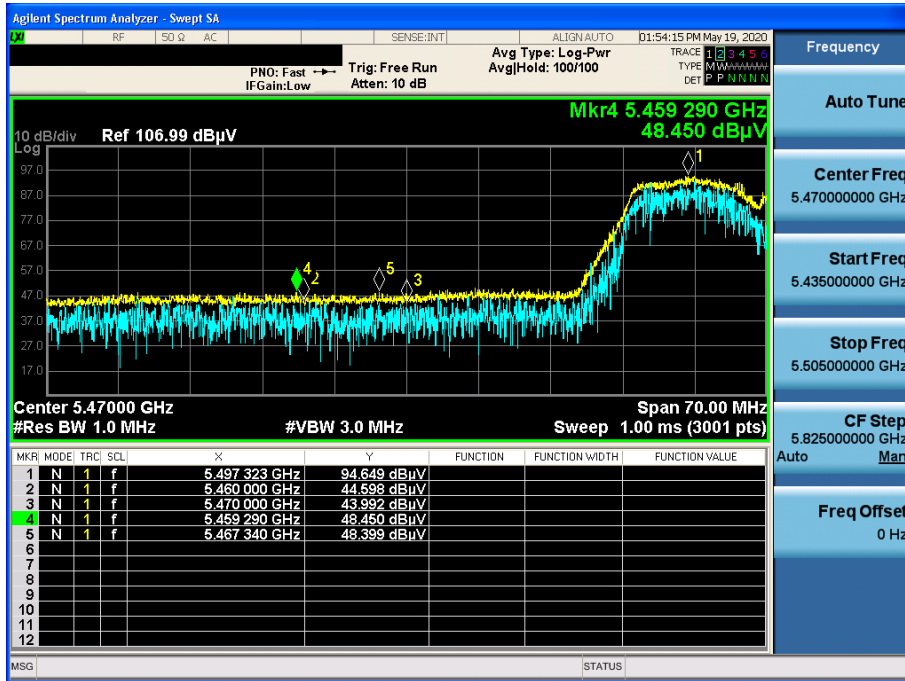 Agilent Spectrum Analyzer - Swept SA
LXI RF 50 Ω AC SENSE:INT ALIGN AUTO 01:54:15 PM May 19, 2020
PNO: Fast
IFGain:Low
Trig: Free Run
Atten: 10 dB
Avg Type: Log-Pwr
Avg|Hold: 100/100
TRACE 1 2 3 4 5 6
TYPE M W
DET P P N N N N
Mkr4 5.459 290 GHz
48.450 dBµV
10 dB/div Ref 106.99 dBµV
Log
97.0
87.0
77.0
67.0
57.0
47.0
37.0
27.0
17.0
1
4
2
5
3
Center 5.47000 GHz Span 70.00 MHz
#Res BW 1.0 MHz #VBW 3.0 MHz Sweep 1.00 ms (3001 pts)
MKR MODE TRC SCL X Y FUNCTION FUNCTION WIDTH FUNCTION VALUE
1 N 1 f 5.497 323 GHz 94.649 dBµV
2 N 1 f 5.460 000 GHz 44.598 dBµV
3 N 1 f 5.470 000 GHz 43.992 dBµV
4 N 1 f 5.459 290 GHz 48.450 dBµV
5 N 1 f 5.467 340 GHz 48.399 dBµV
6
7
8
9
10
11
12
MSG STATUS
Frequency
Auto Tune
Center Freq
5.470000000 GHz
Start Freq
5.435000000 GHz
Stop Freq
5.505000000 GHz
CF Step
5.825000000 GHz
Auto Man
Freq Offset
0 Hz